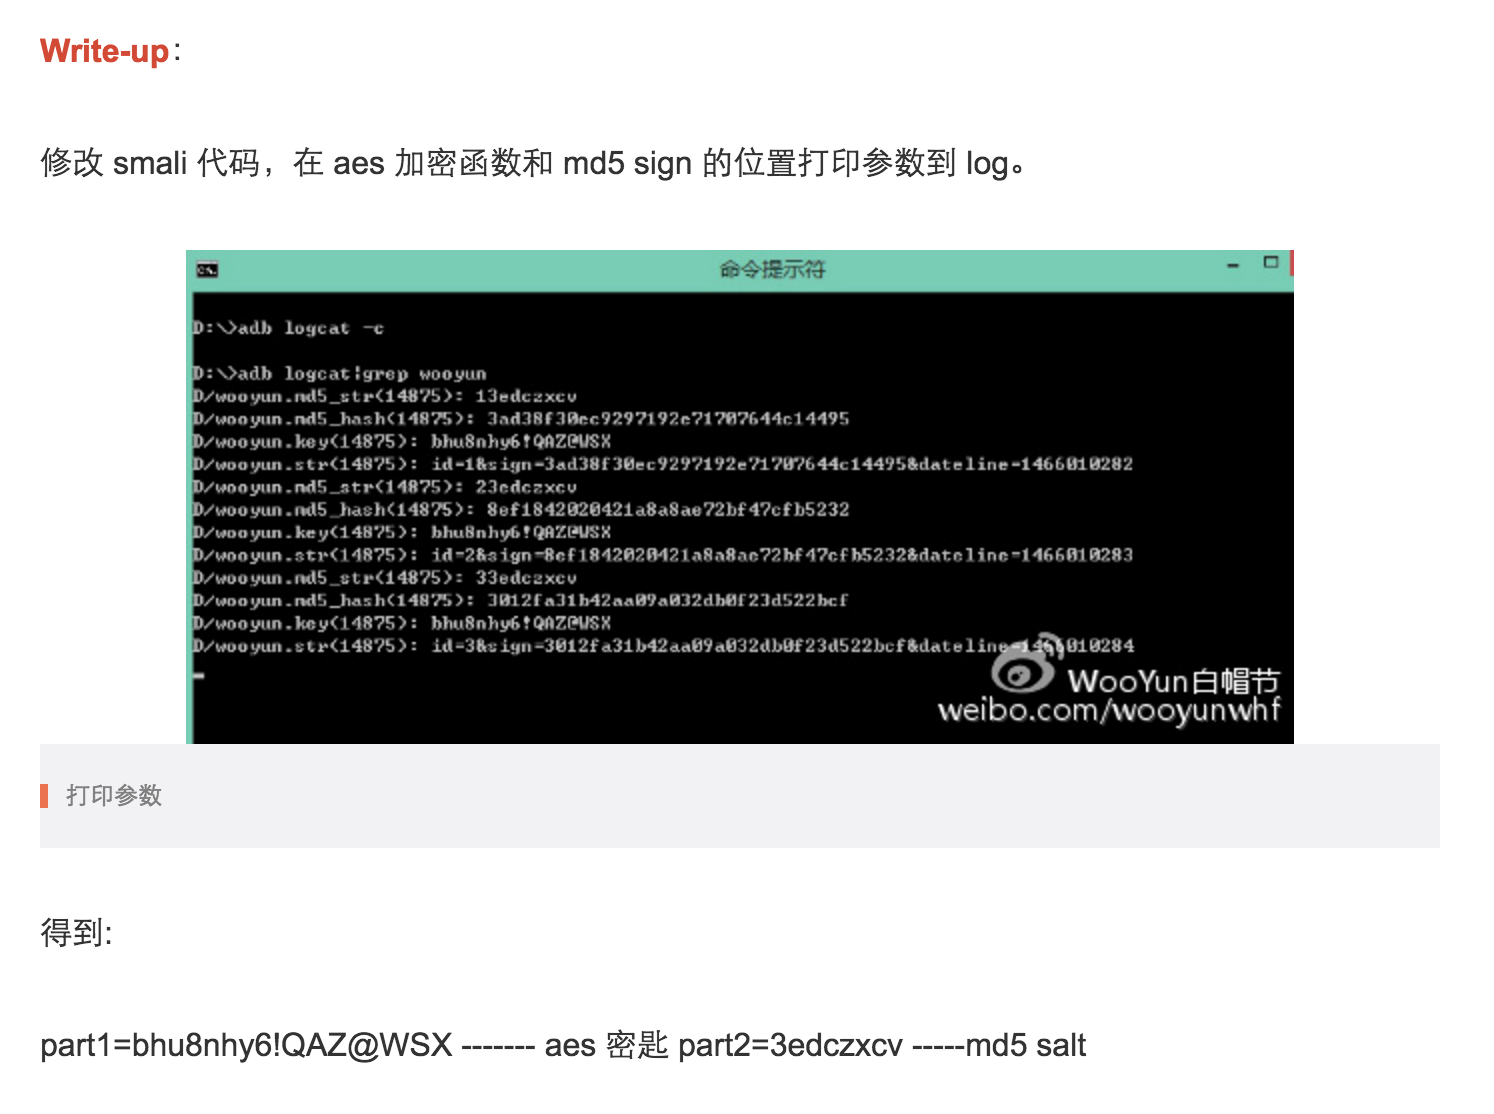 Write-up：
修改 smali 代码，在 aes 加密函数和 md5 sign 的位置打印参数到 log。
命令提示符
D:\>adb logcat -c
D:\>adb logcat|grep wooyun
D/wooyun.md5_str(14875): 13edczxcv
D/wooyun.md5_hash(14875): 3ad38f30ec9297192e71707644c14495
D/wooyun.key(14875): bhu8nhy6!QAZ@WSX
D/wooyun.str(14875): id=1&sign=3ad38f30ec9297192e71707644c14495&dateline=1466010282
D/wooyun.md5_str(14875): 23edczxcv
D/wooyun.md5_hash(14875): 8ef1842020421a8a8ae72bf47cfb5232
D/wooyun.key(14875): bhu8nhy6!QAZ@WSX
D/wooyun.str(14875): id=2&sign=8ef1842020421a8a8ae72bf47cfb5232&dateline=1466010283
D/wooyun.md5_str(14875): 33edczxcv
D/wooyun.md5_hash(14875): 3012fa31b42aa09a032db0f23d522bcf
D/wooyun.key(14875): bhu8nhy6!QAZ@WSX
D/wooyun.str(14875): id=3&sign=3012fa31b42aa09a032db0f23d522bcf&dateline=1466010284
WooYun白帽节
weibo.com/wooyunwhf
打印参数
得到:
part1=bhu8nhy6!QAZ@WSX ------- aes 密匙 part2=3edczxcv -----md5 salt